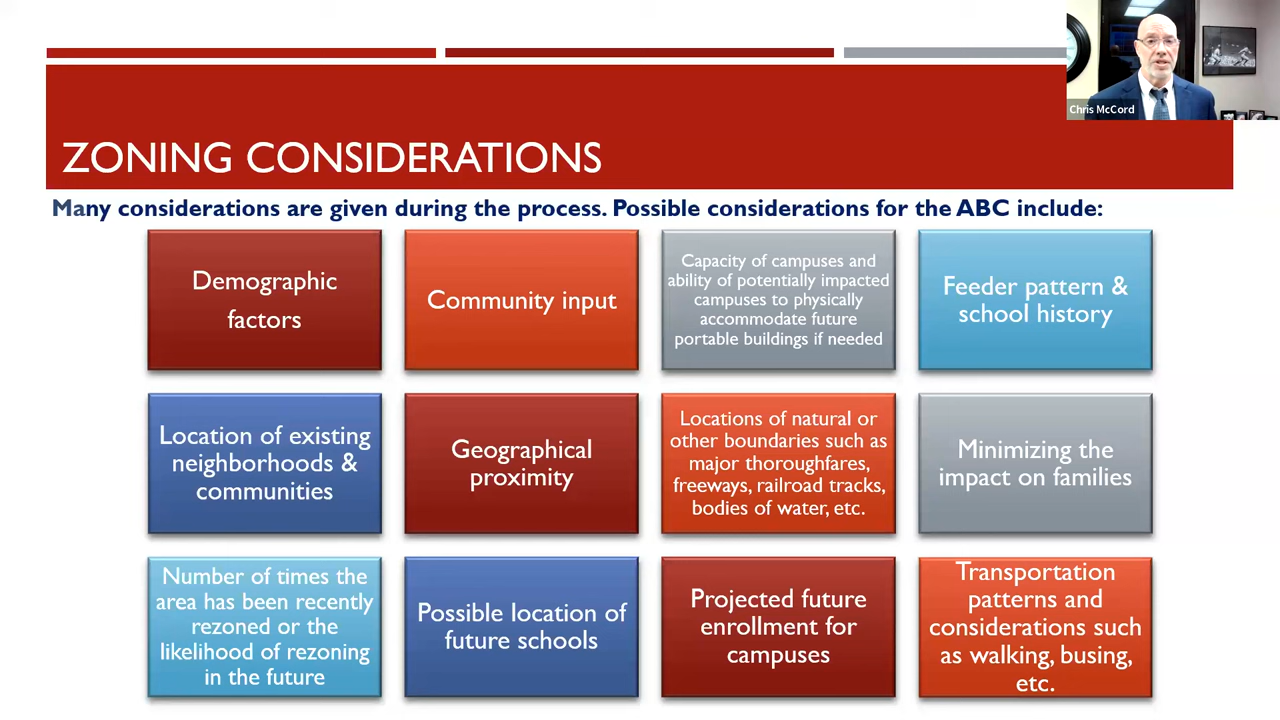 Chris McCord
ZONING CONSIDERATIONS
Many considerations are given during the process. Possible considerations for the ABC include:
Demographic
factors
Community input
Capacity of campuses and
ability of potentially impacted
campuses to physically
accommodate future
portable buildings if needed
Feeder pattern &
school history
Location of existing
neighborhoods &
communities
Geographical
proximity
Locations of natural or
other boundaries such as
major thoroughfares,
freeways, railroad tracks,
bodies of water, etc.
Minimizing the
impact on families
Number of times the
area has been recently
rezoned or the
likelihood of rezoning
in the future
Possible location of
future schools
Projected future
enrollment for
campuses
Transportation
patterns and
considerations such
as walking, busing,
etc.